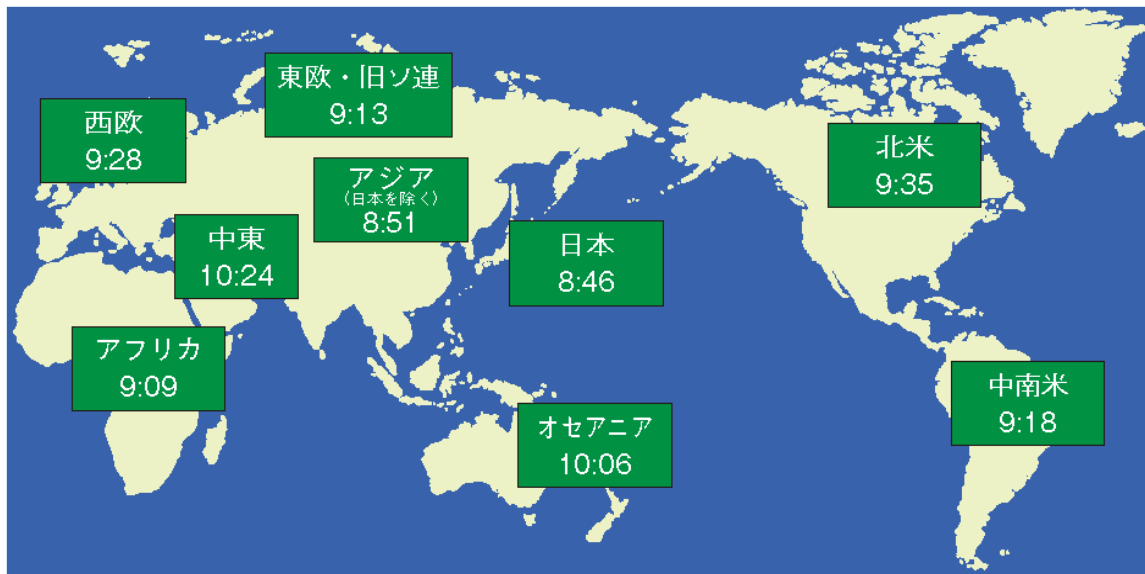 東欧・旧ソ連
9:13
西欧
9:28
北米
9:35
アジア
(日本を除く)
8:51
中東
10:24
日本
8:46
アフリカ
9:09
中南米
9:18
オセアニア
10:06